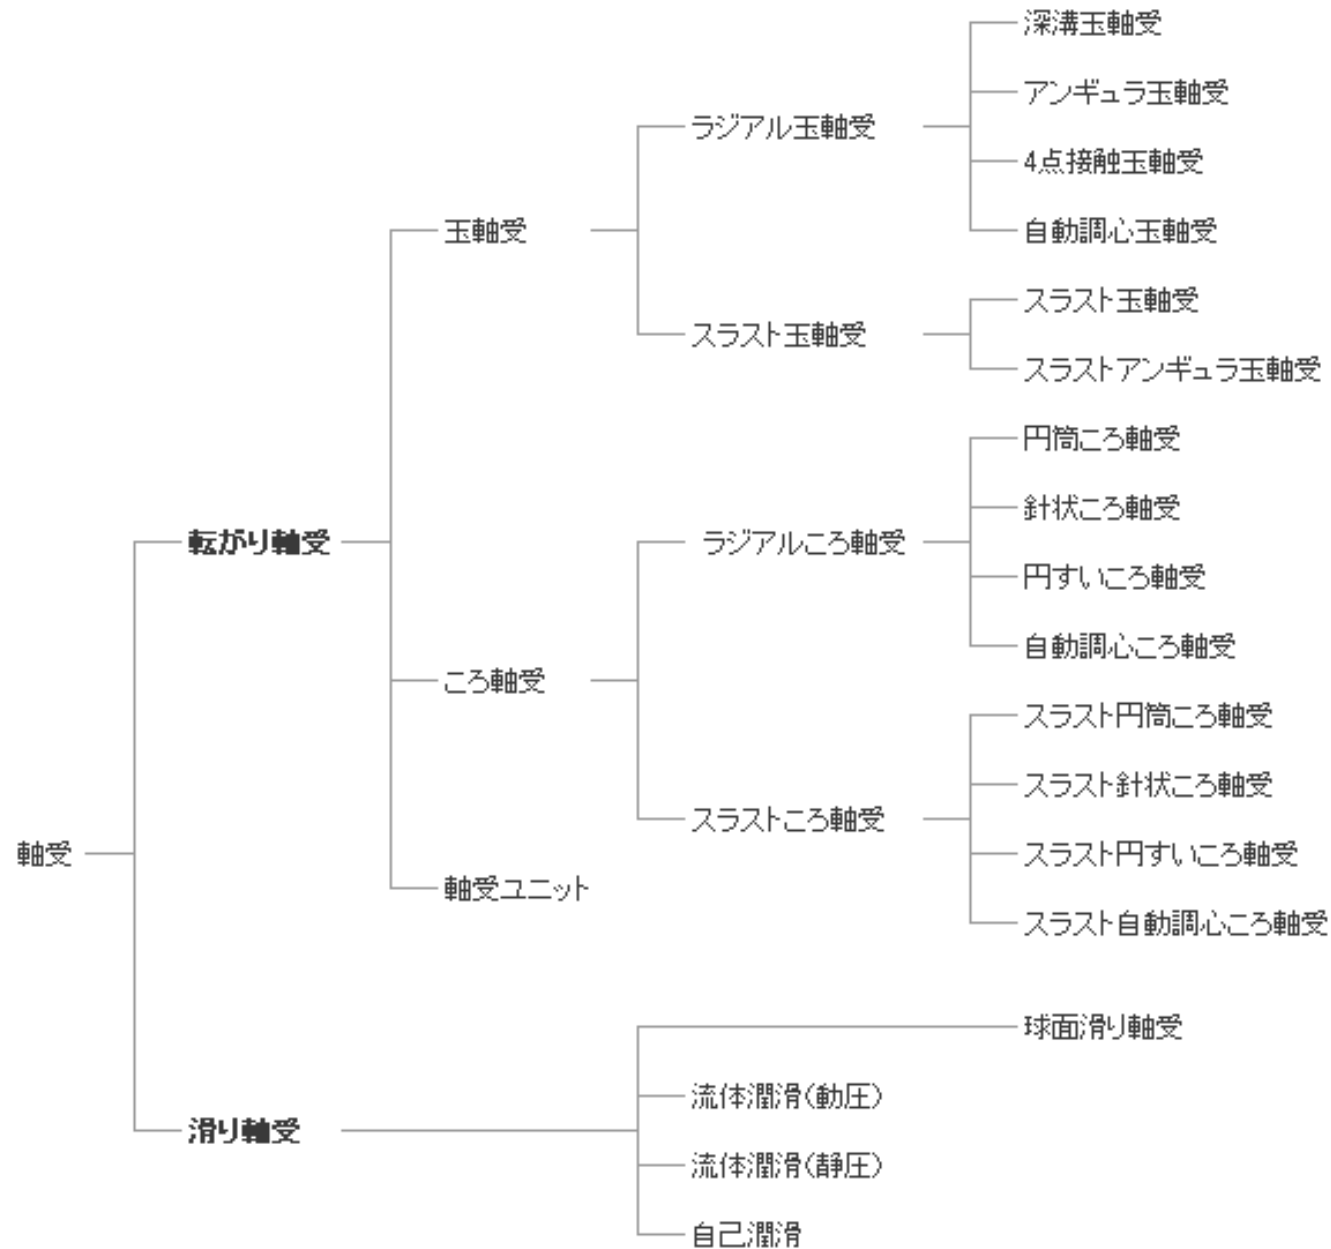 深溝玉軸受
アンギュラ玉軸受
ラジアル玉軸受
4点接触玉軸受
玉軸受
自動調心玉軸受
スラスト玉軸受
スラスト玉軸受
スラストアンギュラ玉軸受
円筒ころ軸受
針状ころ軸受
転がり軸受
ラジアルころ軸受
円すいころ軸受
自動調心ころ軸受
ころ軸受
スラスト円筒ころ軸受
スラスト針状ころ軸受
スラストころ軸受
軸受
スラスト円すいころ軸受
軸受ユニット
スラスト自動調心ころ軸受
球面滑り軸受
流体潤滑(動圧)
滑り軸受
流体潤滑(静圧)
自己潤滑